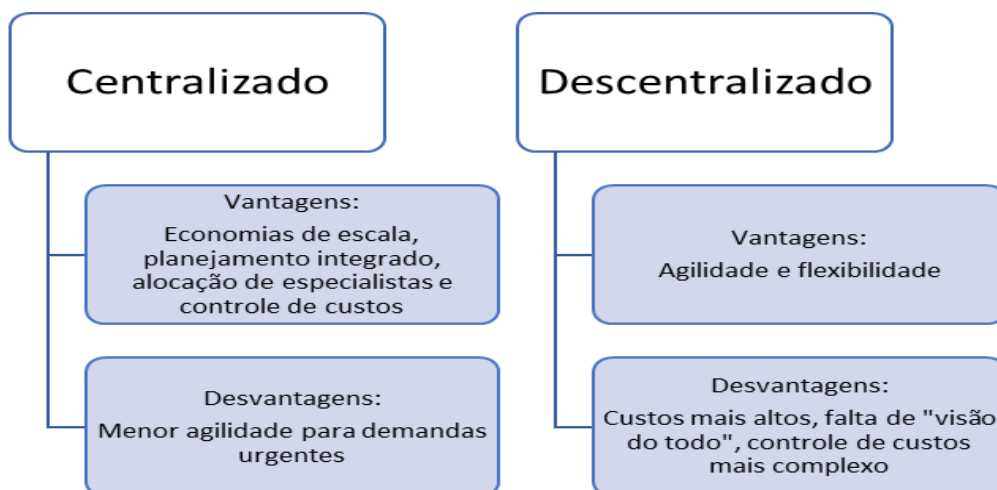 Centralizado
Vantagens:
Economias de escala,
planejamento integrado,
alocação de especialistas e
controle de custos
Desvantagens:
Menor agilidade para demandas
urgentes
Descentralizado
Vantagens:
Agilidade e flexibilidade
Desvantagens:
Custos mais altos, falta de "visão
do todo", controle de custos
mais complexo